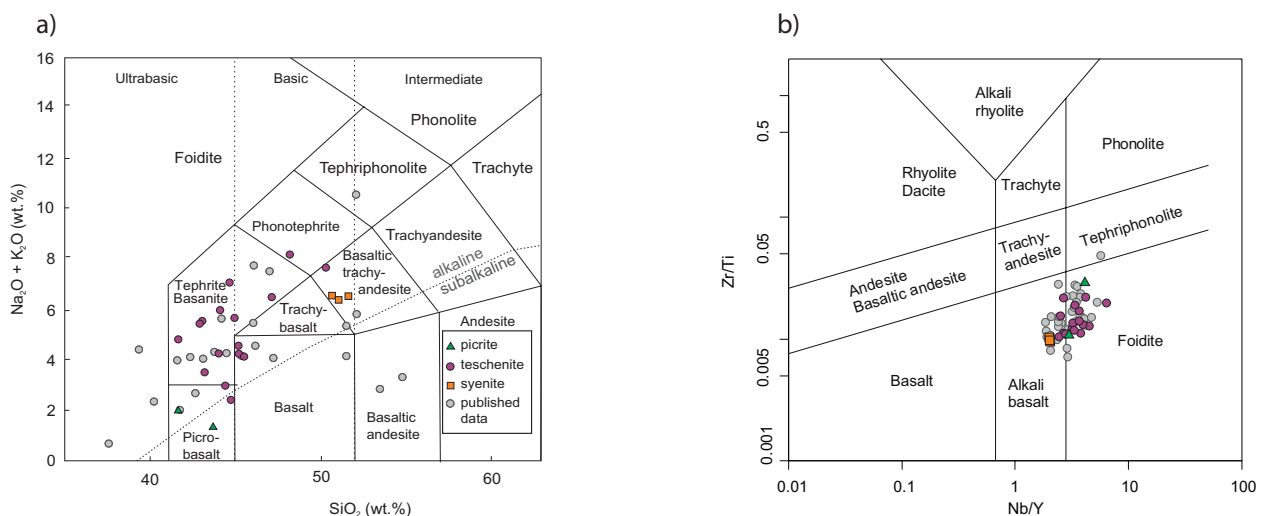 a)
16
14
12
10
8
6
4
2
0
Na₂O + K₂O (wt.%)
Ultrabasic
Basic
Intermediate
Phonolite
Foidite
Tephriphonolite
Trachyte
Phonotephrite
Trachyandesite
Tephrite
Basanite
Basaltic
trachy-
andesite
alkaline
subalkaline
Trachy-
basalt
Andesite
picrite
teschenite
syenite
published
data
Basalt
Basaltic
andesite
Picro-
basalt
40
50
60
SiO₂ (wt.%)
b)
0.5
0.05
0.005
0.001
Zr/Ti
Alkali
rhyolite
Phonolite
Rhyolite
Dacite
Trachyte
Tephriphonolite
Trachy-
andesite
Andesite
Basaltic andesite
Foidite
Basalt
Alkali
basalt
0.01
0.1
1
10
100
Nb/Y